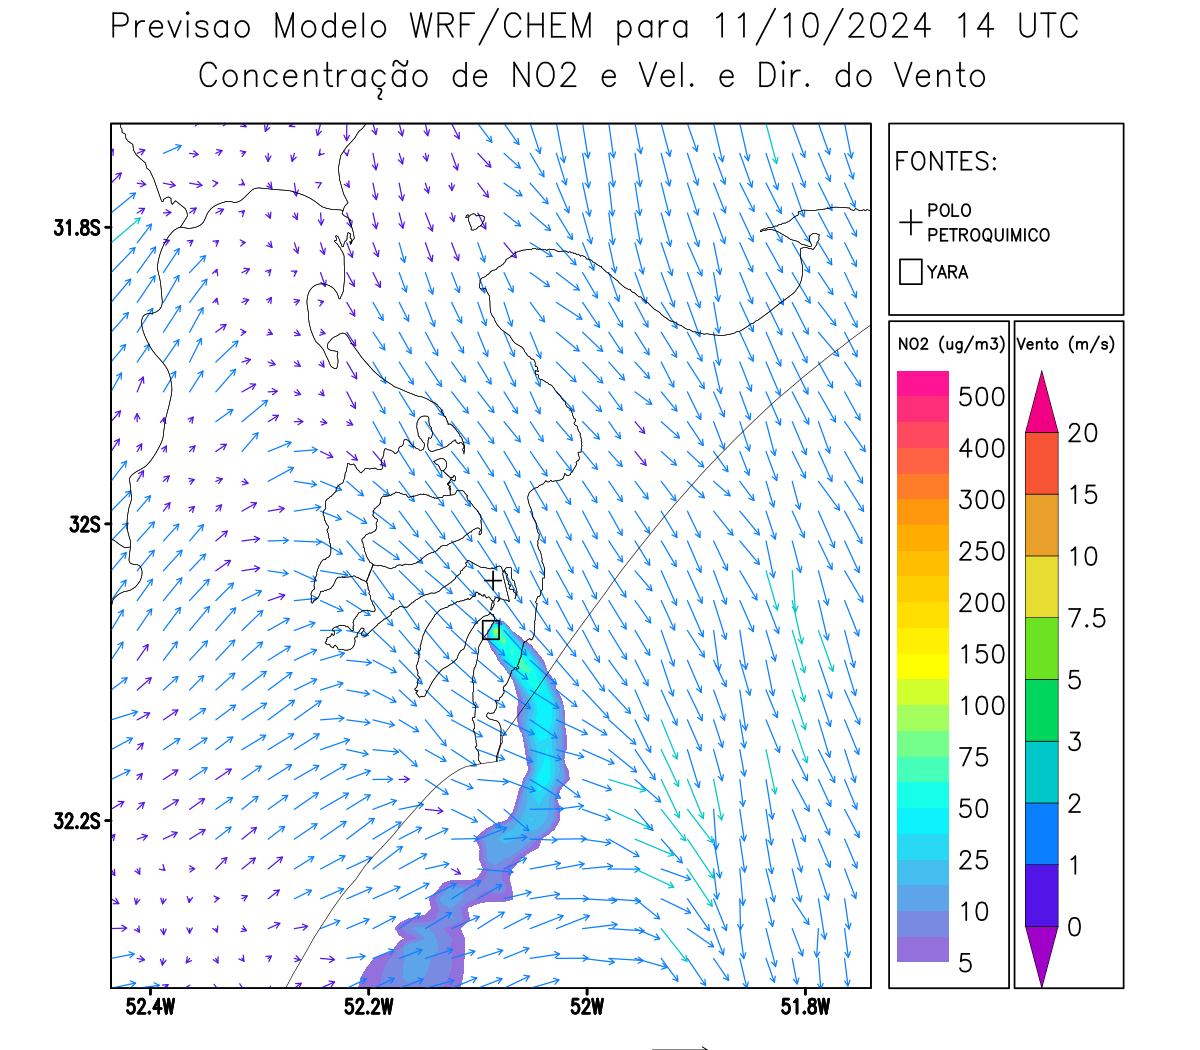 Previsao Modelo WRF/CHEM para 11/10/2024 14 UTC
Concentração de NO2 e Vel. e Dir. do Vento
FONTES:
POLO
PETROQUIMICO
YARA
NO2 (ug/m3)
500
400
300
250
200
150
100
75
50
25
10
5
Vento (m/s)
20
15
10
7.5
5
3
2
1
0
31.8S
32S
32.2S
52.4W
52.2W
52W
51.8W